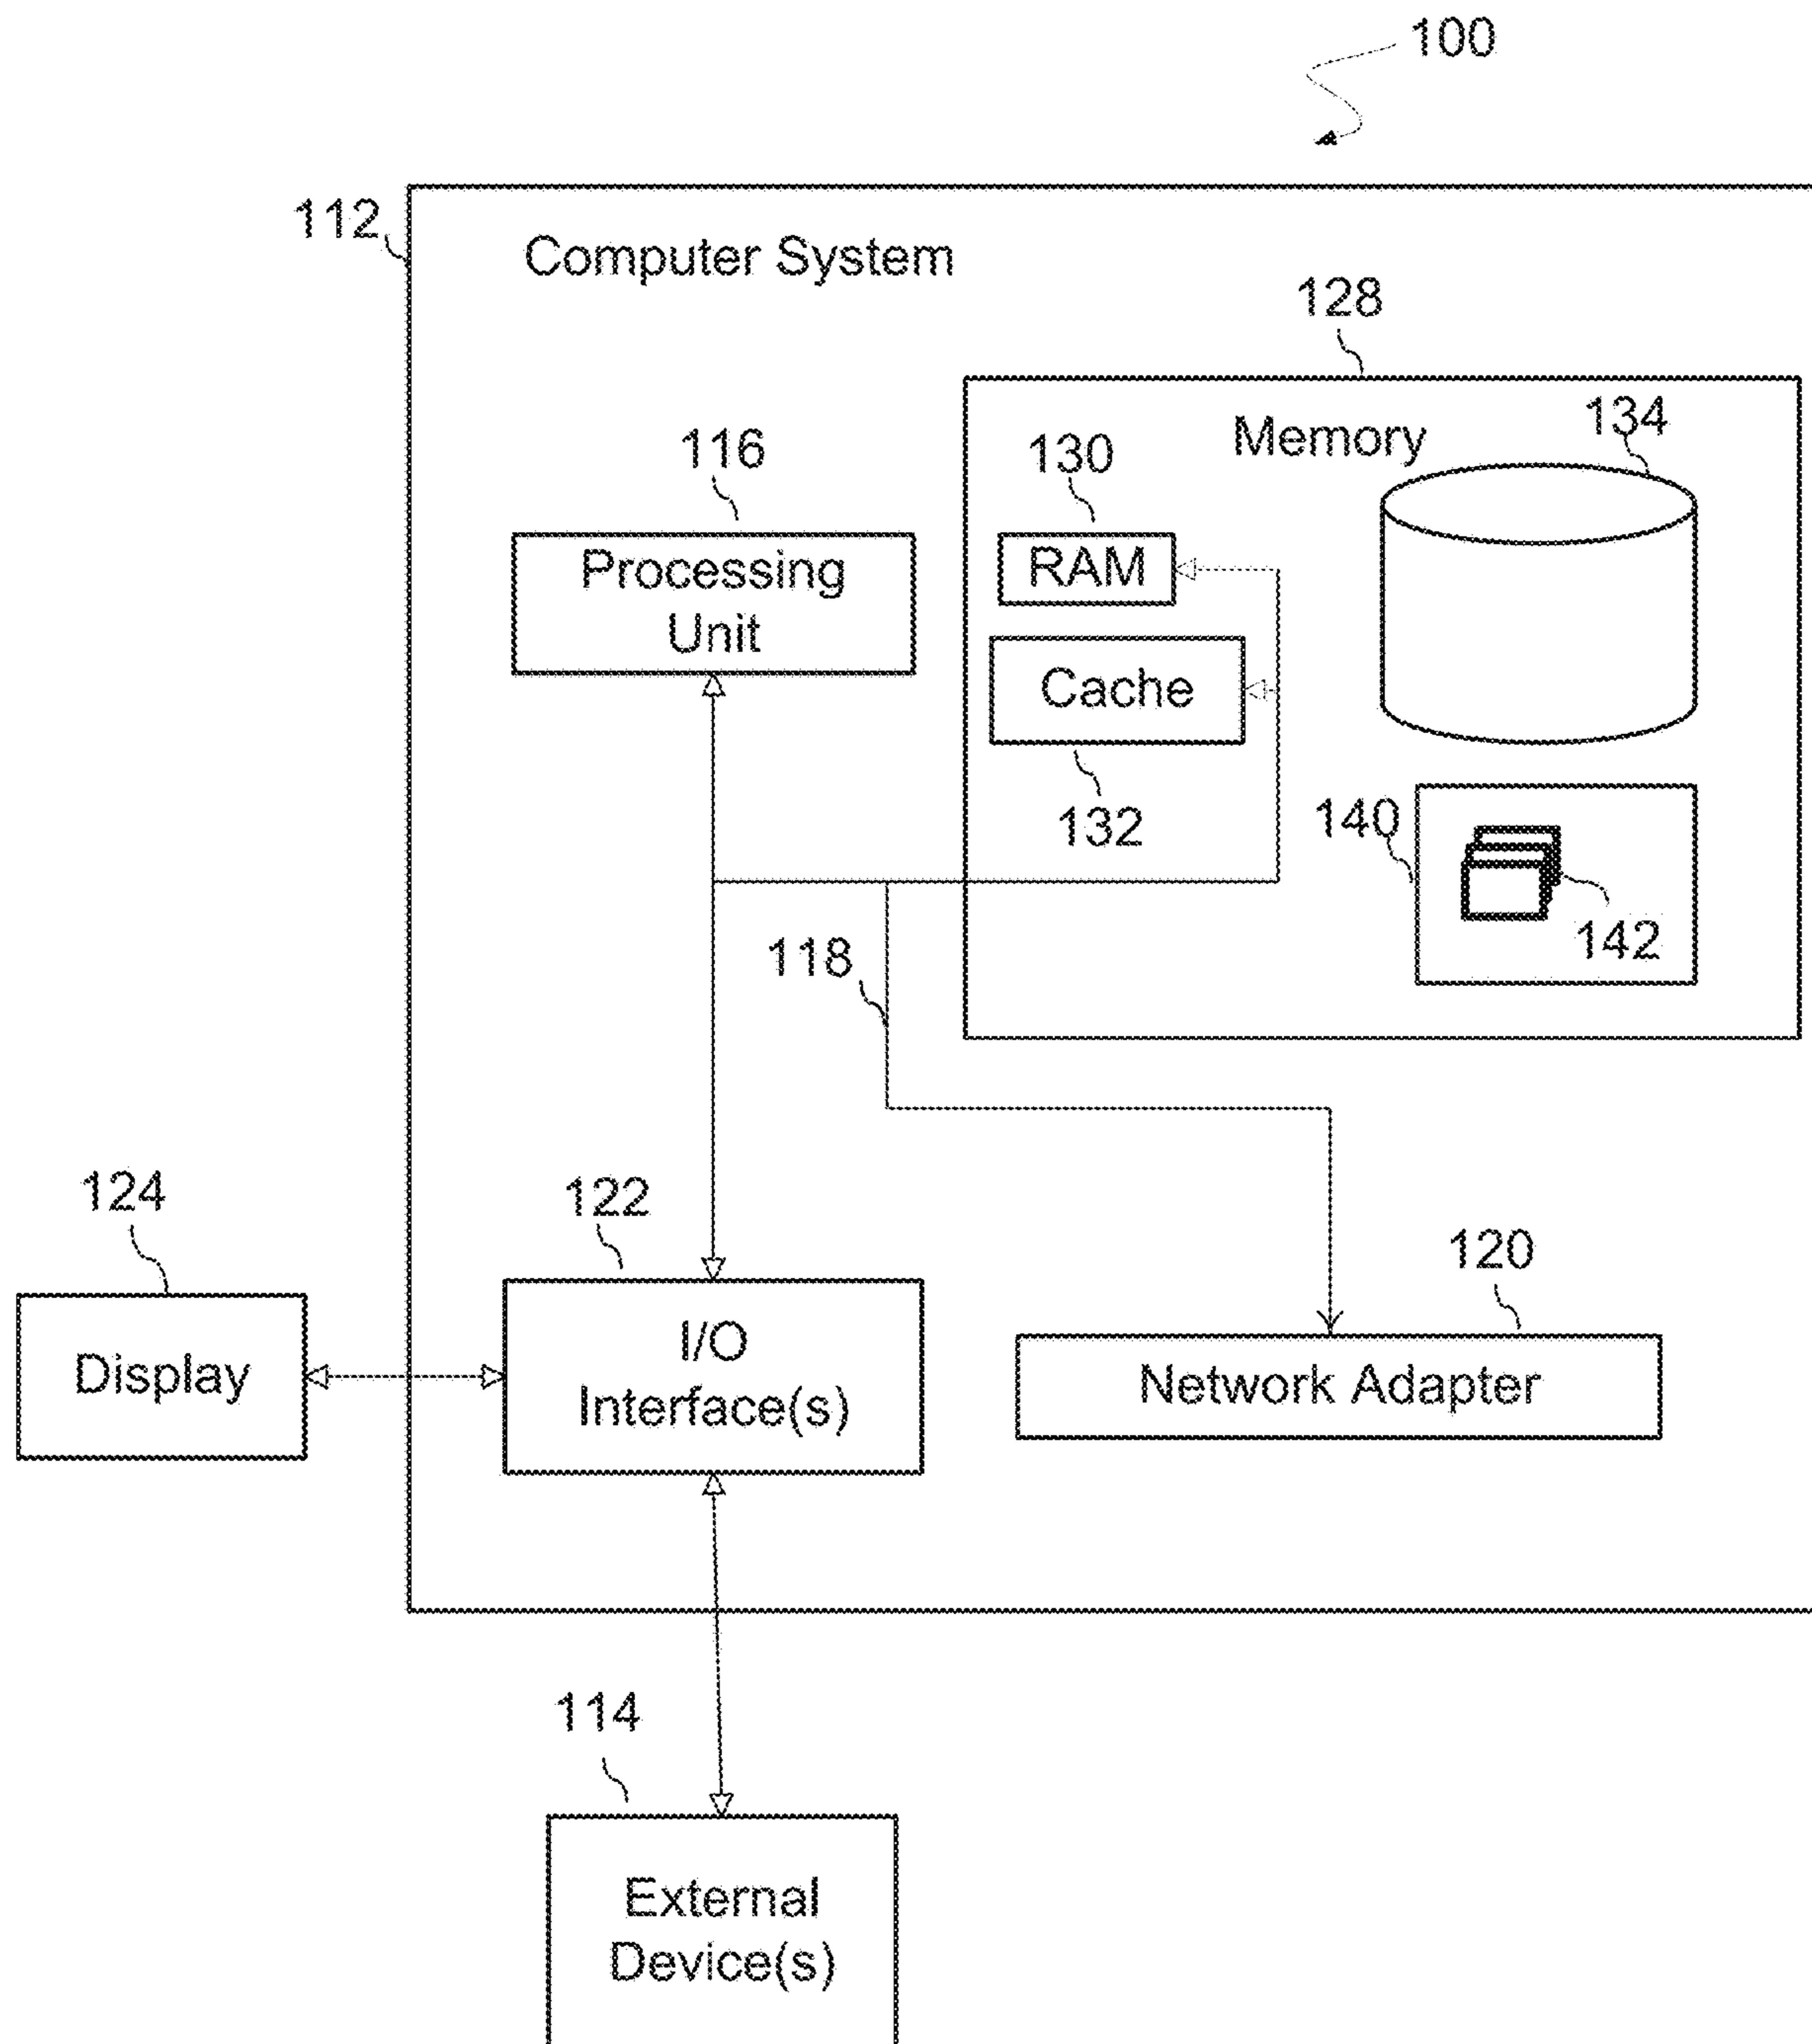 100
112
Computer System
128
Memory
134
116
130
Processing
Unit
RAM
Cache
132
140
142
118
124
122
120
Display
I/O
Interface(s)
Network Adapter
114
External
Device(s)